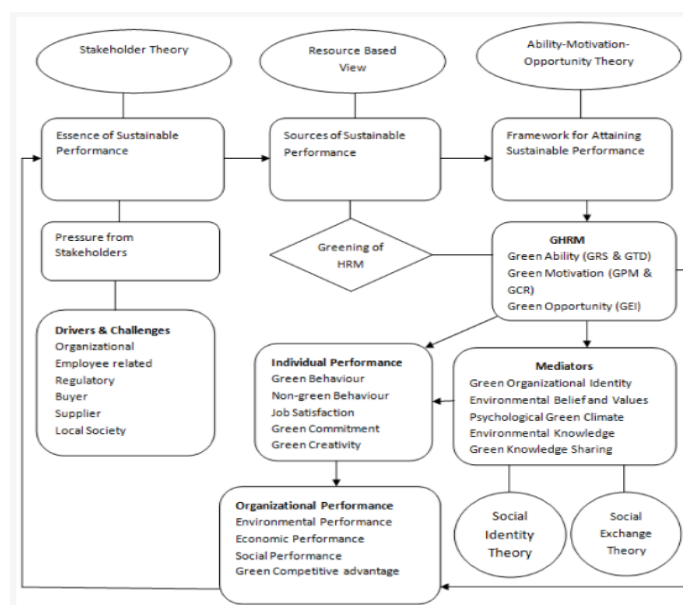 Stakeholder Theory
Resource Based
View
Ability-Motivation-
Opportunity Theory
Essence of Sustainable
Performance
Sources of Sustainable
Performance
Framework for Attaining
Sustainable Performance
Pressure from
Stakeholders
Greening of
HRM
GHRM
Green Ability (GRS & GTD)
Green Motivation (GPM &
GCR)
Green Opportunity (GEI)
Drivers & Challenges
Organizational
Employee related
Regulatory
Buyer
Supplier
Local Society
Individual Performance
Green Behaviour
Non-green Behaviour
Job Satisfaction
Green Commitment
Green Creativity
Mediators
Green Organizational Identity
Environmental Belief and Values
Psychological Green Climate
Environmental Knowledge
Green Knowledge Sharing
Organizational Performance
Environmental Performance
Economic Performance
Social Performance
Green Competitive advantage
Social
Identity
Theory
Social
Exchange
Theory